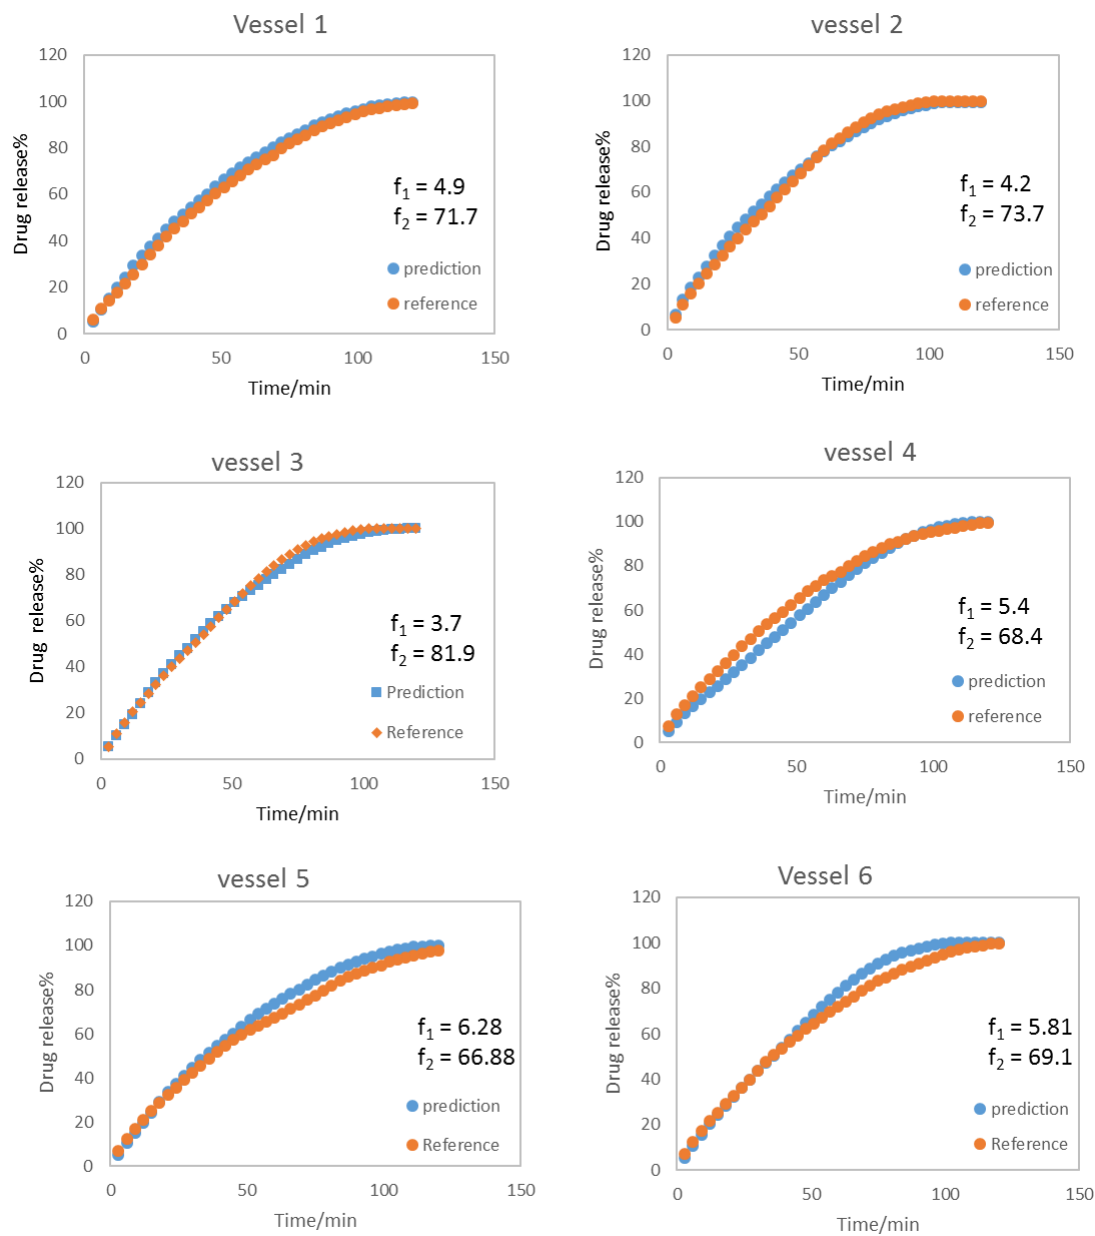 Vessel 1
120
100
80
60
40
20
0
Drug release%
f1 = 4.9
f2 = 71.7
prediction
reference
0 50 100 150
Time/min
vessel 2
120
100
80
60
40
20
0
Drug release%
f1 = 4.2
f2 = 73.7
prediction
reference
0 50 100 150
Time/min
vessel 3
120
100
80
60
40
20
0
Drug release%
f1 = 3.7
f2 = 81.9
Prediction
Reference
0 50 100 150
Time/min
vessel 4
120
100
80
60
40
20
0
Drug release%
f1 = 5.4
f2 = 68.4
prediction
reference
0 50 100 150
Time/min
vessel 5
120
100
80
60
40
20
0
Drug release%
f1 = 6.28
f2 = 66.88
prediction
Reference
0 50 100 150
Time/min
Vessel 6
120
100
80
60
40
20
0
Drug release%
f1 = 5.81
f2 = 69.1
prediction
Reference
0 50 100 150
Time/min